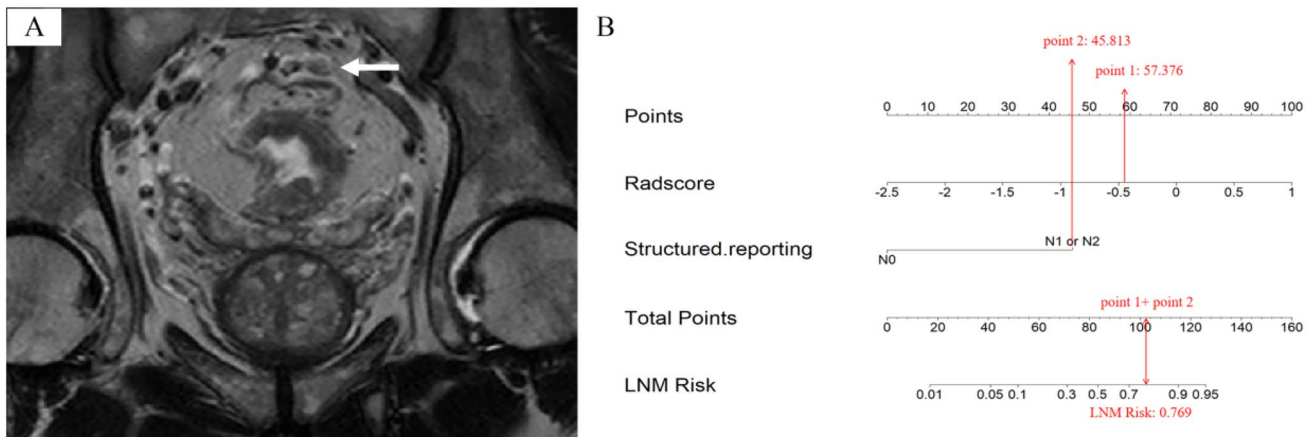 A
B
point 2: 45.813
point 1: 57.376
Points
0 10 20 30 40 50 60 70 80 90 100
Radscore
-2.5 -2 -1.5 -1 -0.5 0 0.5 1
Structured.reporting
N1 or N2
N0
point 1+ point 2
Total Points
0 20 40 60 80 100 120 140 160
LNM Risk
0.01 0.05 0.1 0.3 0.5 0.7 0.9 0.95
LNM Risk: 0.769